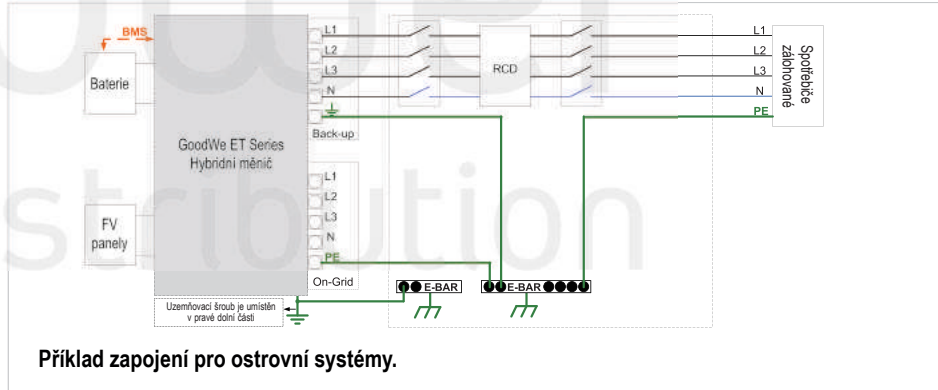 BMS
Baterie
FV
panely
GoodWe ET Series
Hybridní měnič
L1
L2
L3
N
Back-up
L1
L2
L3
N
PE
On-Grid
RCD
L1
L2
L3
N
PE
Spotřebiče
zálohované
E-BAR
E-BAR
Uzemňovací šroub je umístěn
v pravé dolní části
Příklad zapojení pro ostrovní systémy.
stribution